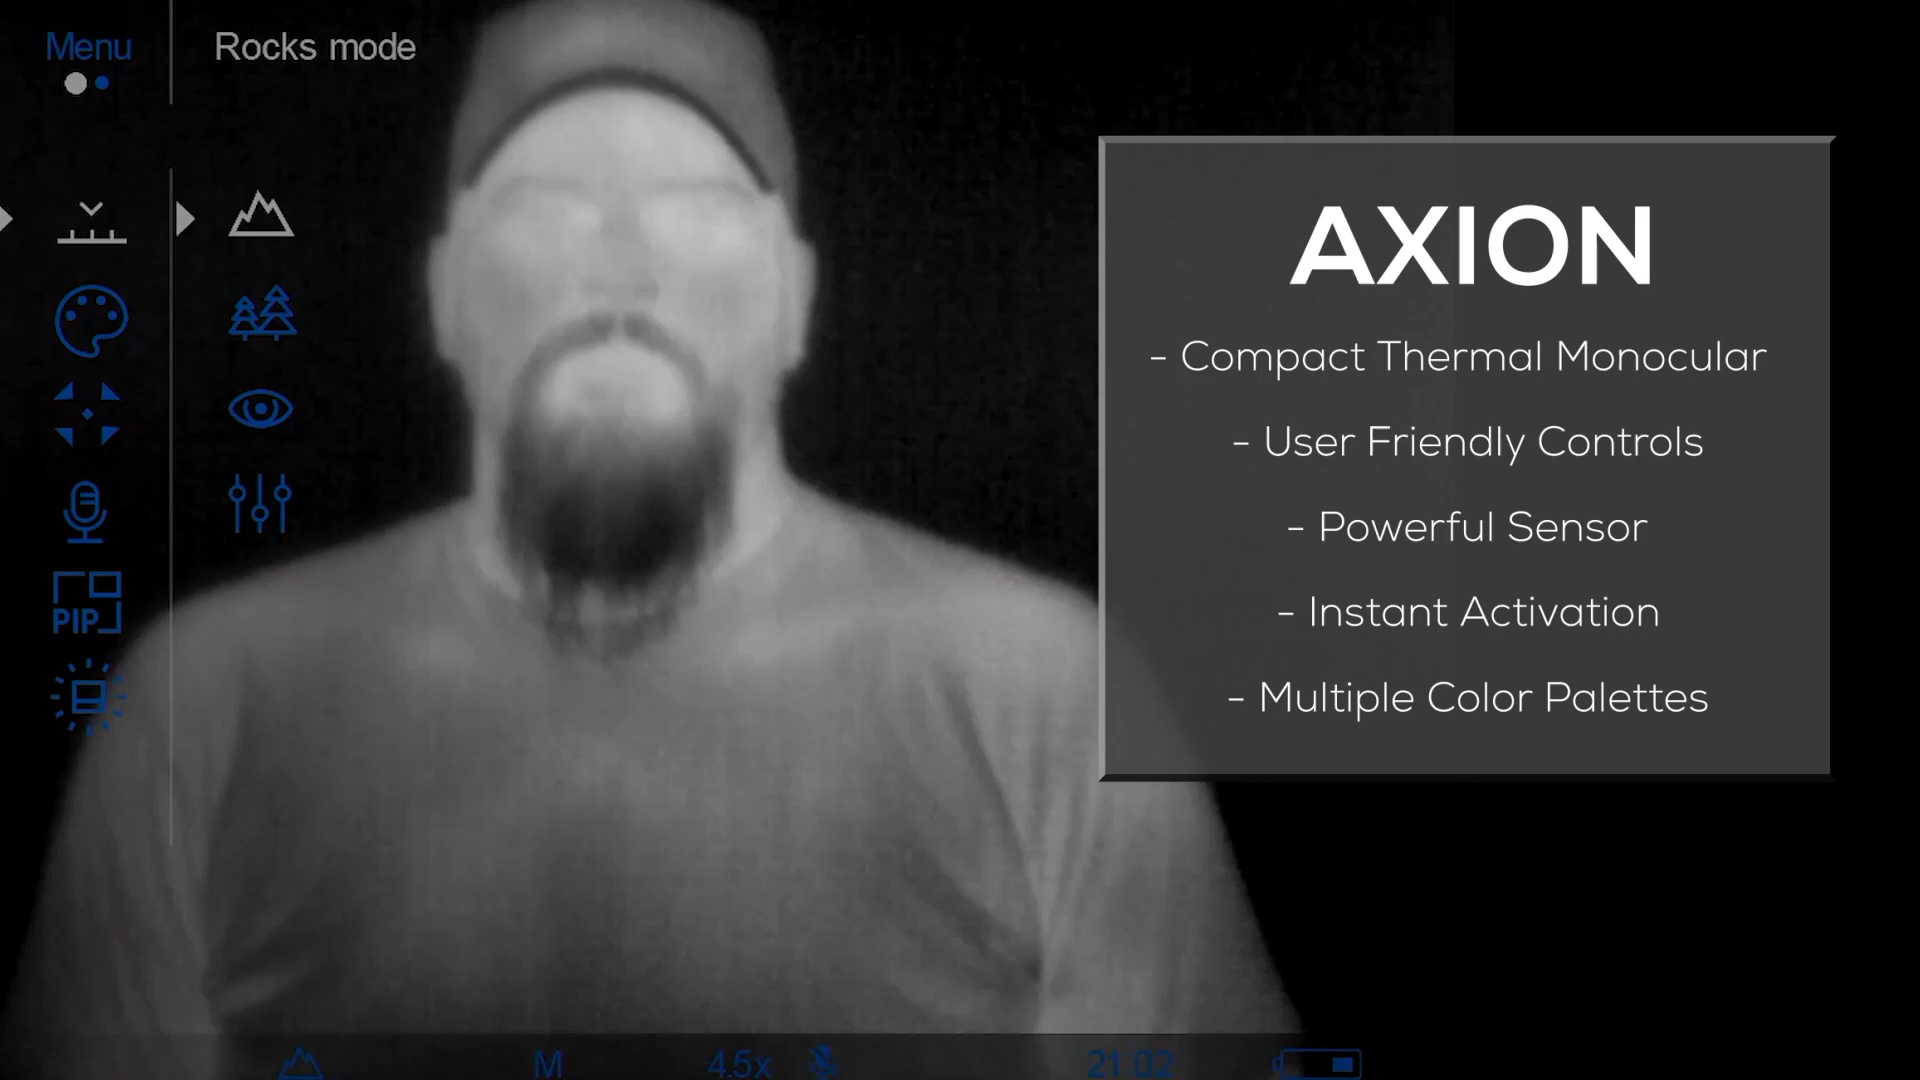 Menu
Rocks mode
PIP
AXION
- Compact Thermal Monocular
- User Friendly Controls
- Powerful Sensor
- Instant Activation
- Multiple Color Palettes
M
4.5x
21:02